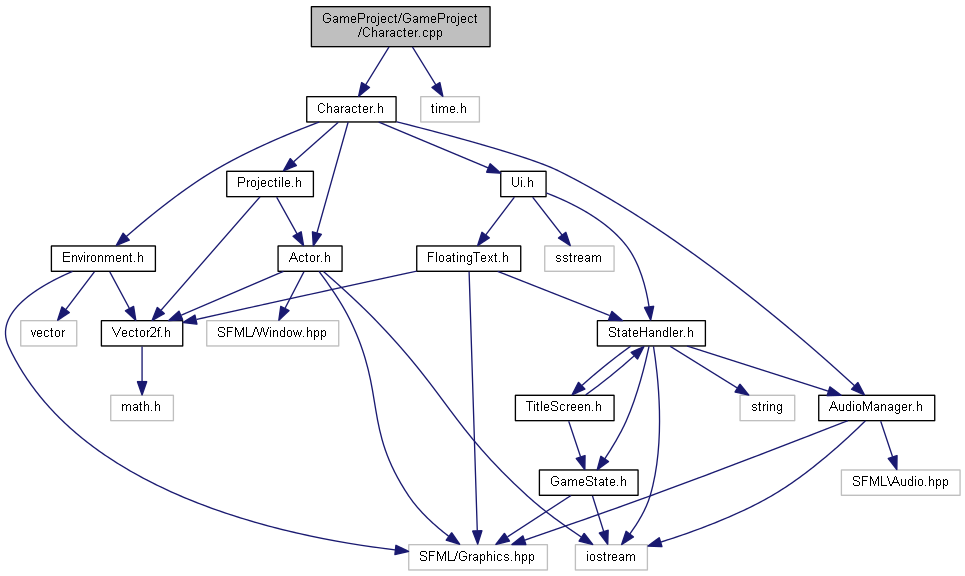 GameProject/GameProject
/Character.cpp
Character.h
time.h
Projectile.h
Ui.h
Environment.h
Actor.h
FloatingText.h
sstream
vector
Vector2f.h
SFML/Window.hpp
StateHandler.h
math.h
TitleScreen.h
string
AudioManager.h
GameState.h
SFML\Audio.hpp
SFML/Graphics.hpp
iostream